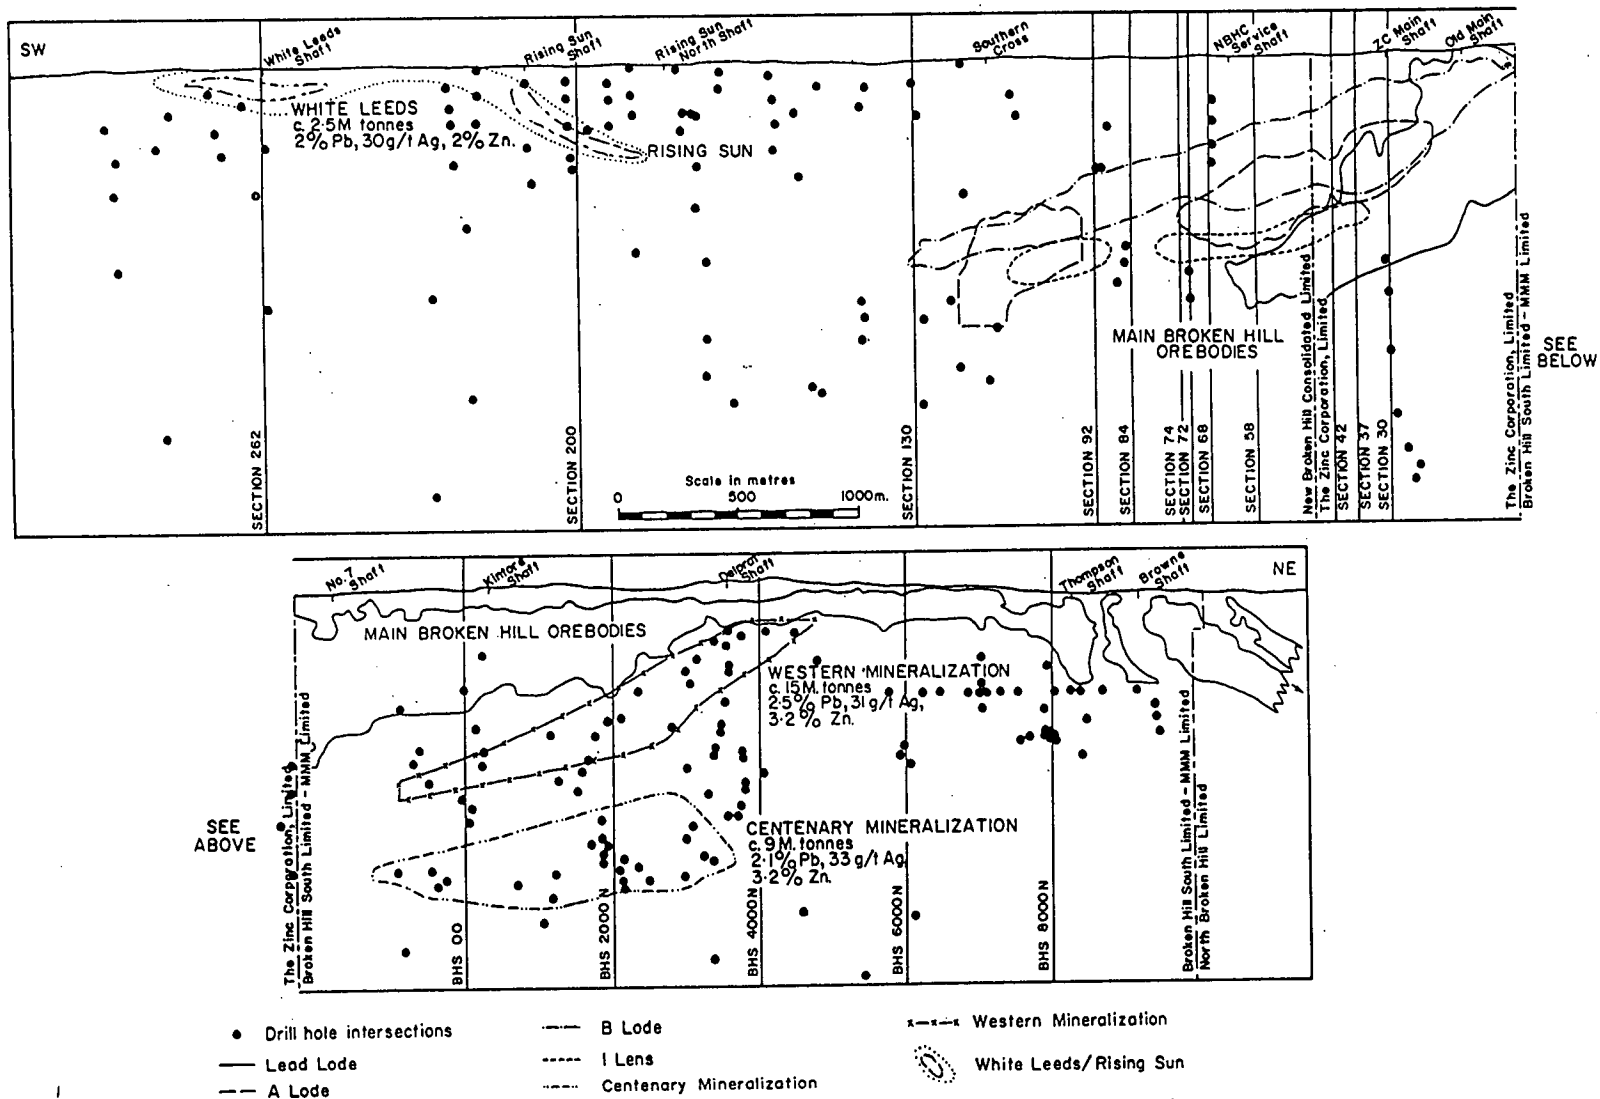 SW
White Leeds
Shaft
Rising Sun
Shaft
Rising Sun
North Shaft
Southern
Cross
NBHC
Service
Shaft
ZC Main
Shaft
Old Main
Shaft
WHITE LEEDS
c. 2·5M tonnes
2% Pb, 30g/t Ag, 2% Zn.
RISING SUN
MAIN BROKEN HILL
OREBODIES
SEE
BELOW
SECTION 262
SECTION 200
Scale in metres
0 500 1000m.
SECTION 130
SECTION 92
SECTION 84
SECTION 74
SECTION 72
SECTION 68
SECTION 58
New Broken Hill Consolidated Limited
The Zinc Corporation, Limited
SECTION 42
SECTION 37
SECTION 30
The Zinc Corporation, Limited
Broken Hill South Limited - MMM Limited
No. 7
Shaft
Kintore
Shaft
Delprat
Shaft
Thompson
Shaft
Browne
Shaft
NE
MAIN BROKEN HILL OREBODIES
WESTERN MINERALIZATION
c. 15M. tonnes
2·5% Pb, 31 g/t Ag,
3·2% Zn.
SEE
ABOVE
CENTENARY MINERALIZATION
c. 9M. tonnes
2·1% Pb, 33 g/t Ag
3·2% Zn.
The Zinc Corporation, Limited
Broken Hill South Limited - MMM Limited
BHS 00
BHS 2000 N
BHS 4000N
BHS 6000N
BHS 8000N
Broken Hill South Limited - MMM Limited
North Broken Hill Limited
Drill hole intersections
Lead Lode
A Lode
B Lode
I Lens
Centenary Mineralization
Western Mineralization
White Leeds/Rising Sun